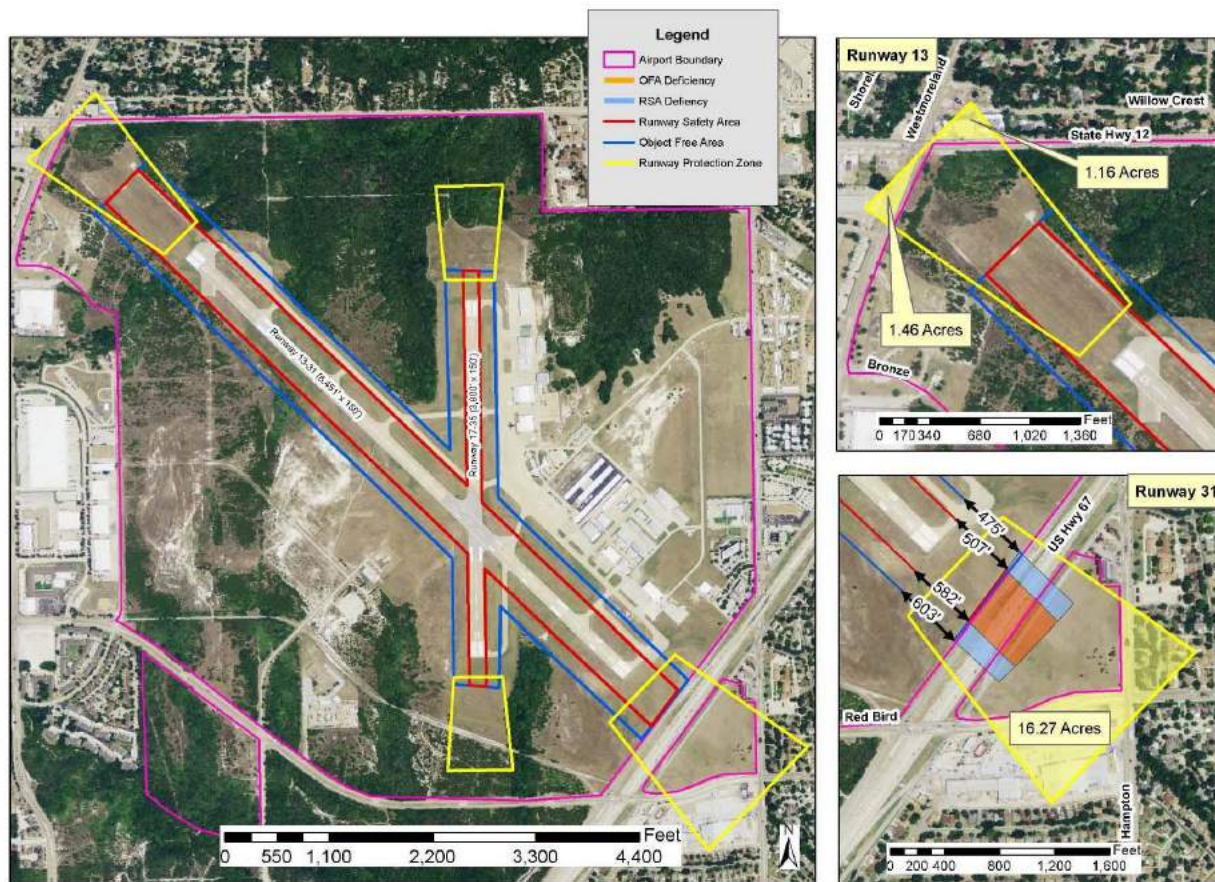 Legend
Airport Boundary
OFA Deficiency
RSA Defiency
Runway Safety Area
Object Free Area
Runway Protection Zone
Runway 13-31 (6,451' x 150')
Runway 17-35 (3,800' x 150')
Feet
0 550 1,100 2,200 3,300 4,400
N
Runway 13
Shorel
Westmoreland
Willow Crest
State Hwy 12
1.16 Acres
1.46 Acres
Bronze
Feet
0 170 340 680 1,020 1,360
Runway 31
475'
507'
582'
603'
US Hwy 67
Red Bird
16.27 Acres
Hampton
Feet
0 200 400 800 1,200 1,600